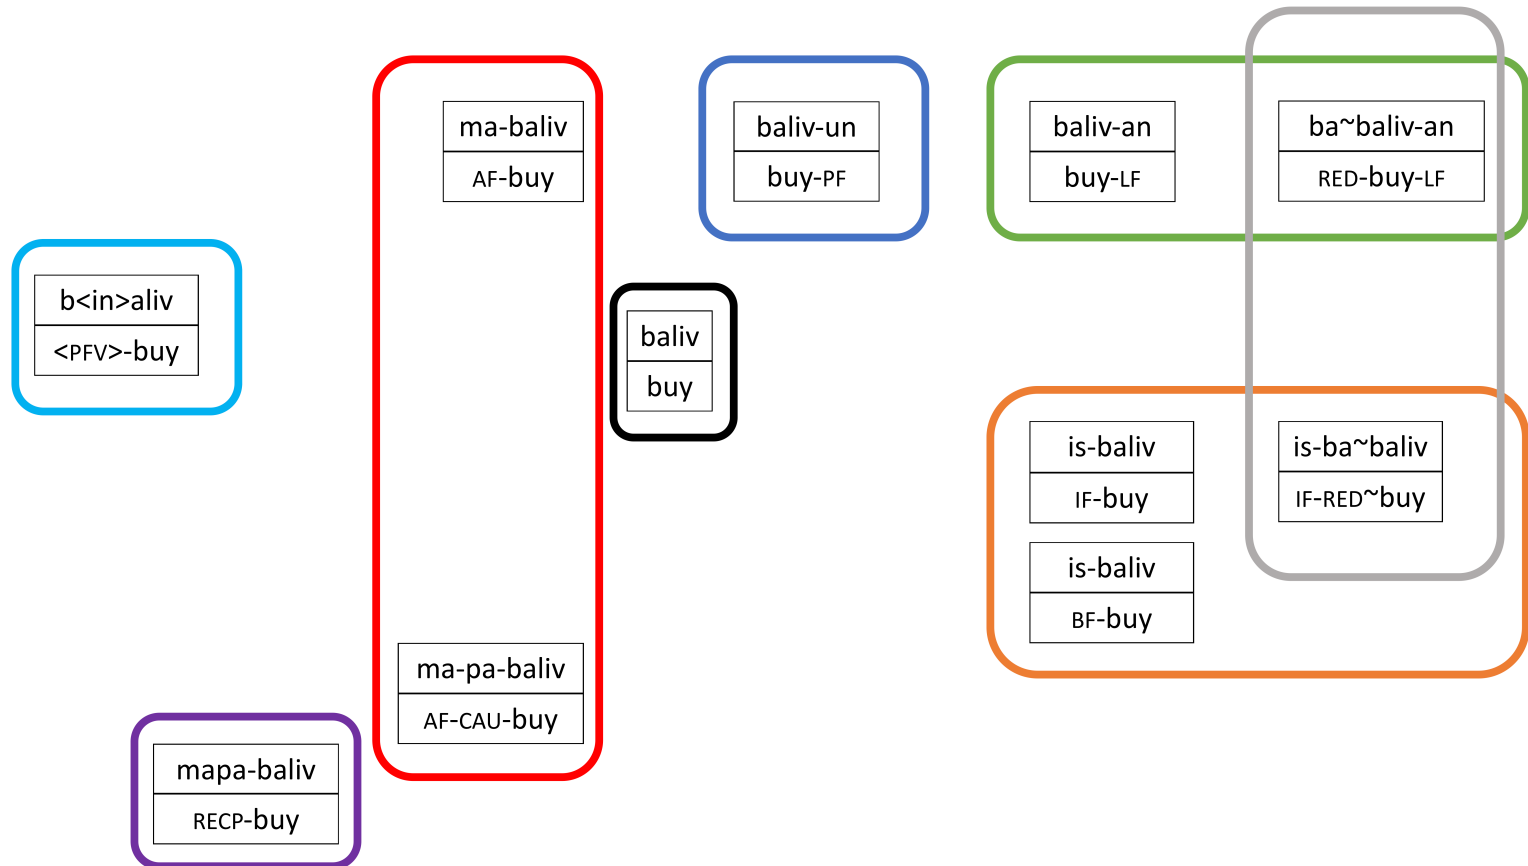 ma-baliv
AF-buy
baliv-un
buy-PF
baliv-an
buy-LF
ba~baliv-an
RED-buy-LF
b<in>aliv
<PFV>-buy
baliv
buy
is-baliv
IF-buy
is-ba~baliv
IF-RED~buy
is-baliv
BF-buy
ma-pa-baliv
AF-CAU-buy
mapa-baliv
RECP-buy